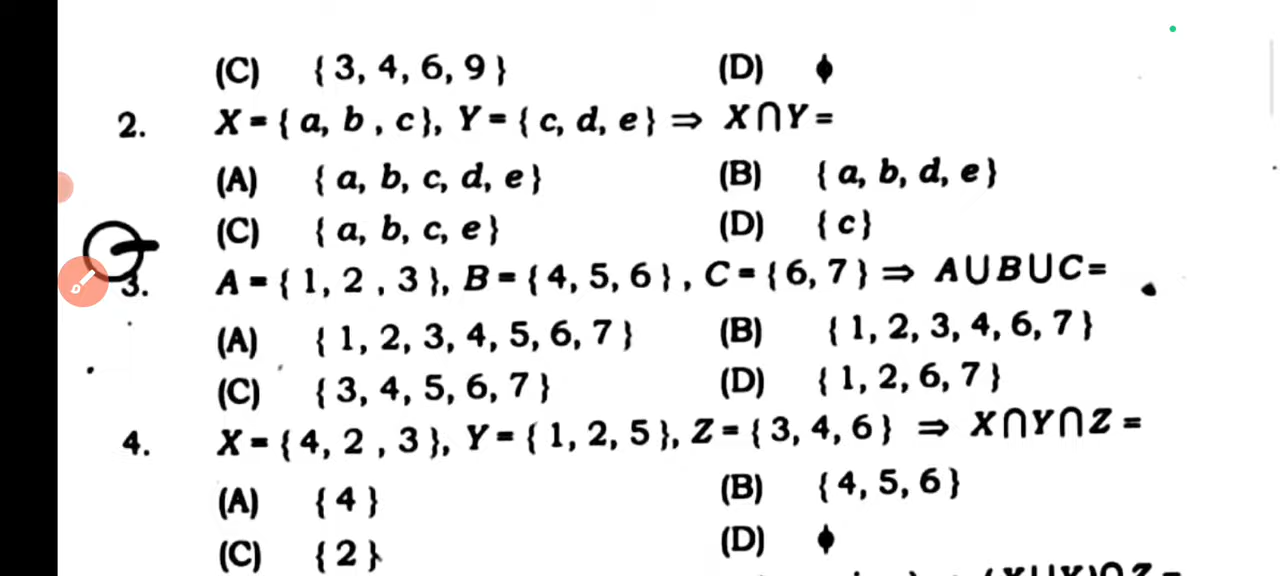 (C) { 3, 4, 6, 9 } (D) ϕ
2. X = { a, b , c }, Y = { c, d, e } ⇒ X∩Y =
(A) { a, b, c, d, e } (B) { a, b, d, e }
(C) { a, b, c, e } (D) { c }
3. A = { 1, 2 , 3 }, B = { 4, 5, 6 } , C = { 6, 7 } ⇒ A∪B∪C =
(A) { 1, 2, 3, 4, 5, 6, 7 } (B) { 1, 2, 3, 4, 6, 7 }
(C) { 3, 4, 5, 6, 7 } (D) { 1, 2, 6, 7 }
4. X = { 4, 2 , 3 }, Y = { 1, 2, 5 }, Z = { 3, 4, 6 } ⇒ X∩Y∩Z =
(A) { 4 } (B) { 4, 5, 6 }
(C) { 2 } (D) ϕ
(X∪Y)∩Z =